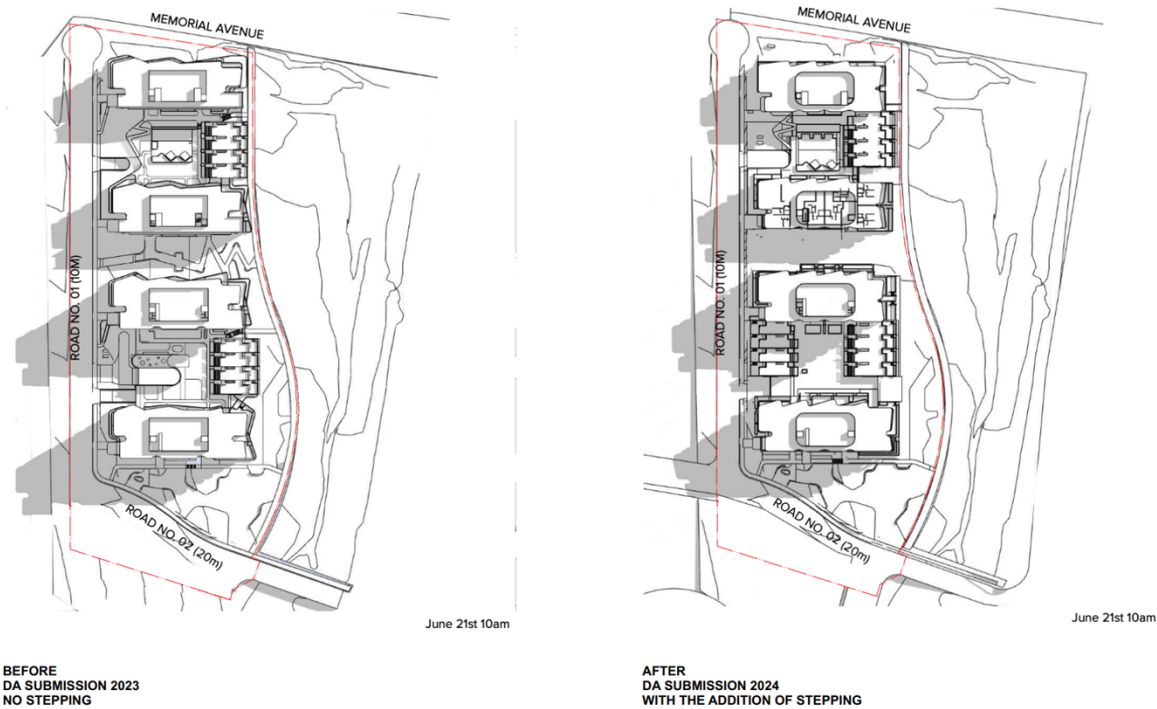 MEMORIAL AVENUE
ROAD NO. 01 (10M)
ROAD NO. 02 (20m)
June 21st 10am
BEFORE
DA SUBMISSION 2023
NO STEPPING
MEMORIAL AVENUE
ROAD NO. 01 (10M)
ROAD NO. 02 (20m)
June 21st 10am
AFTER
DA SUBMISSION 2024
WITH THE ADDITION OF STEPPING